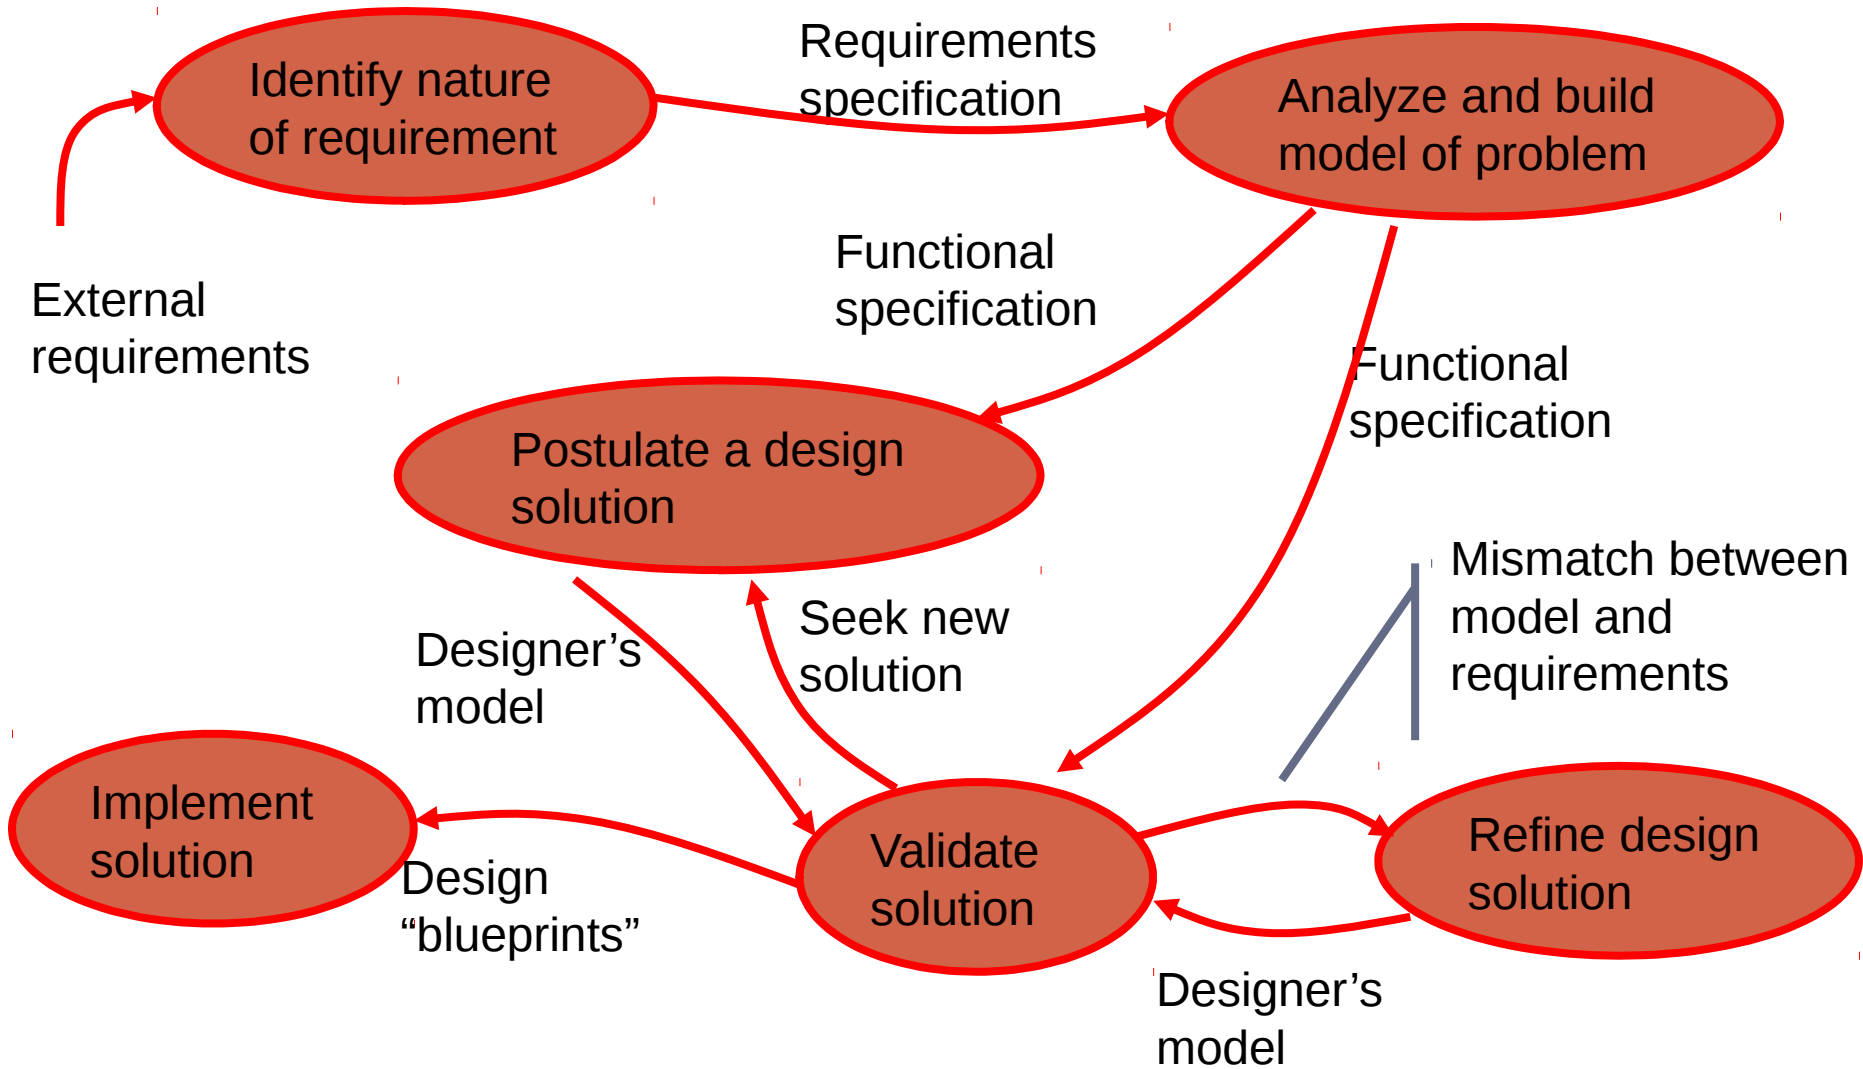 Identify nature
of requirement
Requirements
specification
Analyze and build
model of problem
External
requirements
Functional
specification
Functional
specification
Postulate a design
solution
Mismatch between
model and
requirements
Seek new
solution
Designer’s
model
Implement
solution
Design
“blueprints”
Validate
solution
Refine design
solution
Designer’s
model